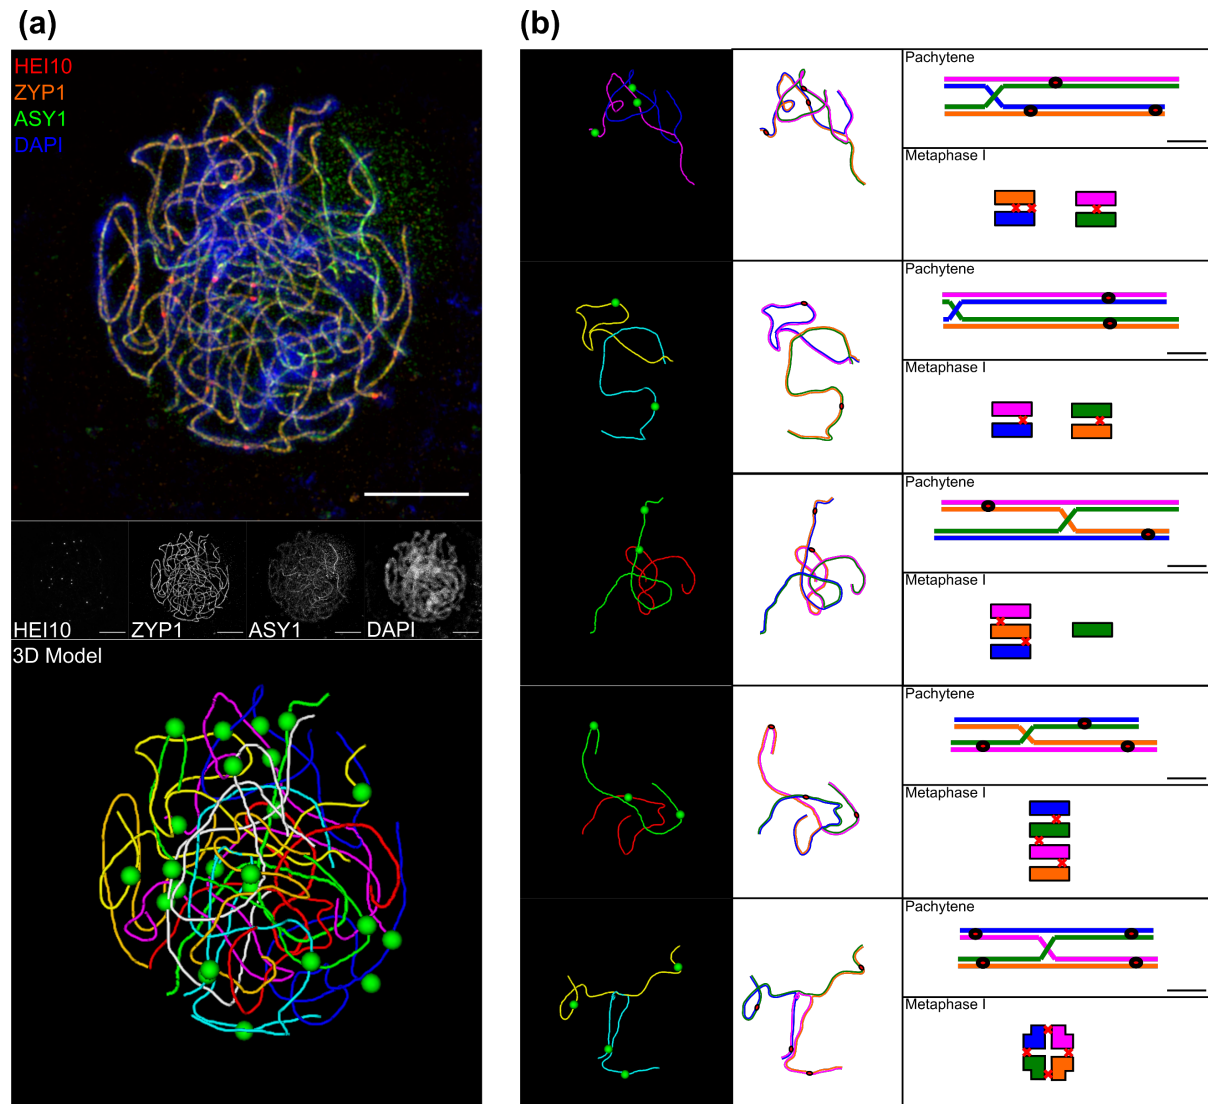 (a)
HEI10
ZYP1
ASY1
DAPI
HEI10
ZYP1
ASY1
DAPI
3D Model
(b)
Pachytene
Metaphase I
Pachytene
Metaphase I
Pachytene
Metaphase I
Pachytene
Metaphase I
Pachytene
Metaphase I